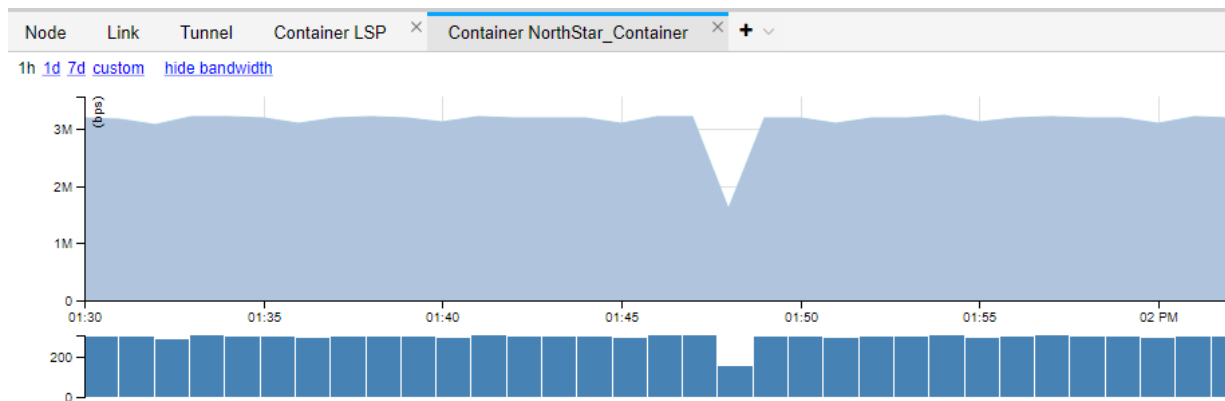 Node Link Tunnel Container LSP × Container NorthStar_Container × +
1h 1d 7d custom hide bandwidth
(bps)
3M
2M
1M
0
01:30 01:35 01:40 01:45 01:50 01:55 02 PM
200
0